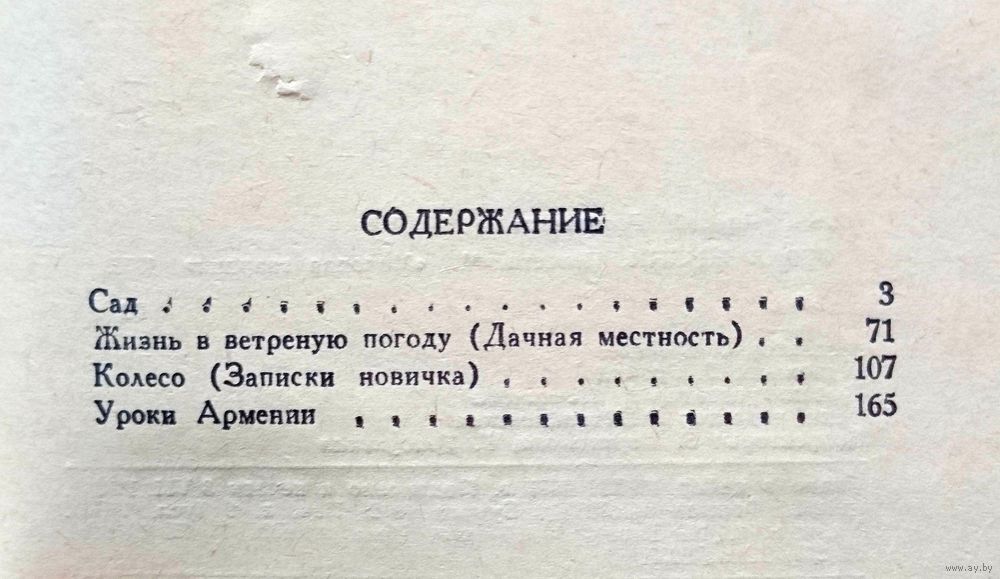 СОДЕРЖАНИЕ
Сад . . . . . . . . . . . . . . . . . . 3
Жизнь в ветреную погоду (Дачная местность) . . 71
Колесо (Записки новичка) . . . . . . . . . 107
Уроки Армении . . . . . . . . . . . . . 165
www.ay.by